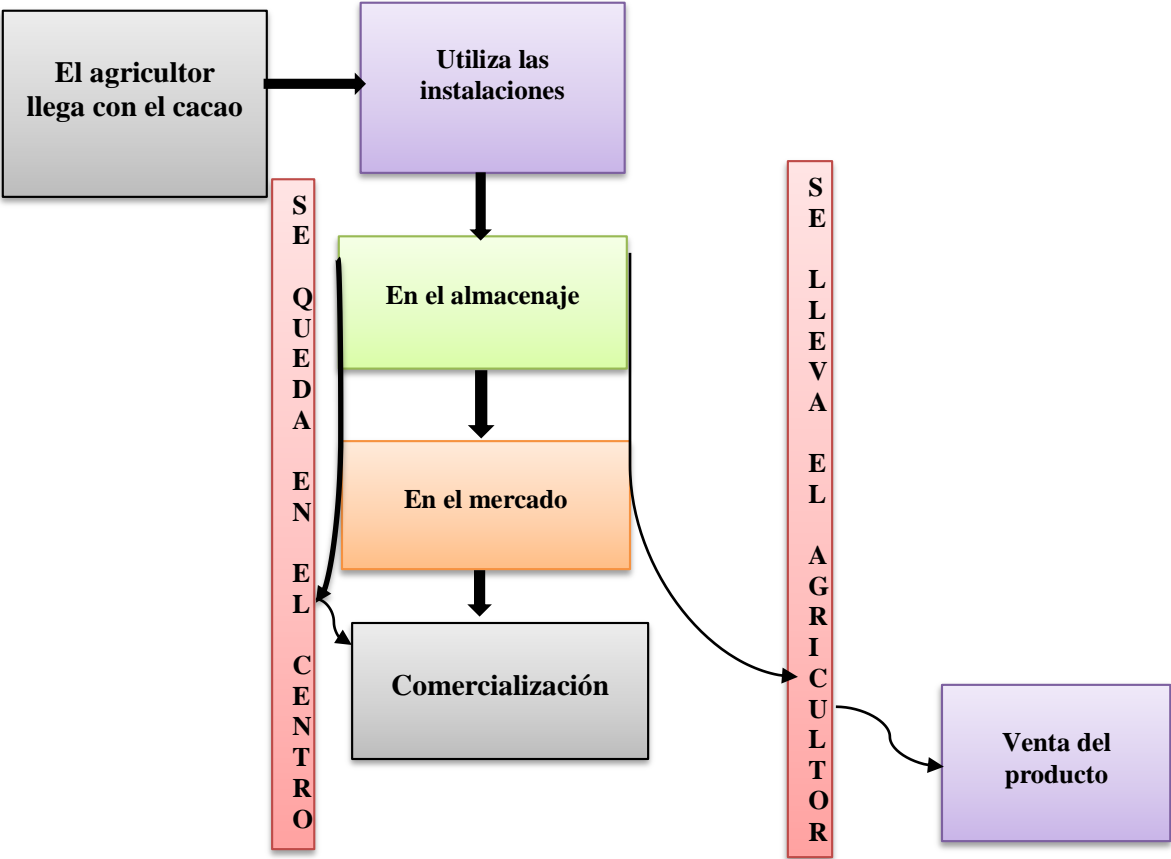 El agricultor
llega con el cacao
Utiliza las
instalaciones
SE QUEDA EN EL CENTRO
En el almacenaje
En el mercado
Comercialización
SE LLEVA EL AGRICULTOR
Venta del
producto